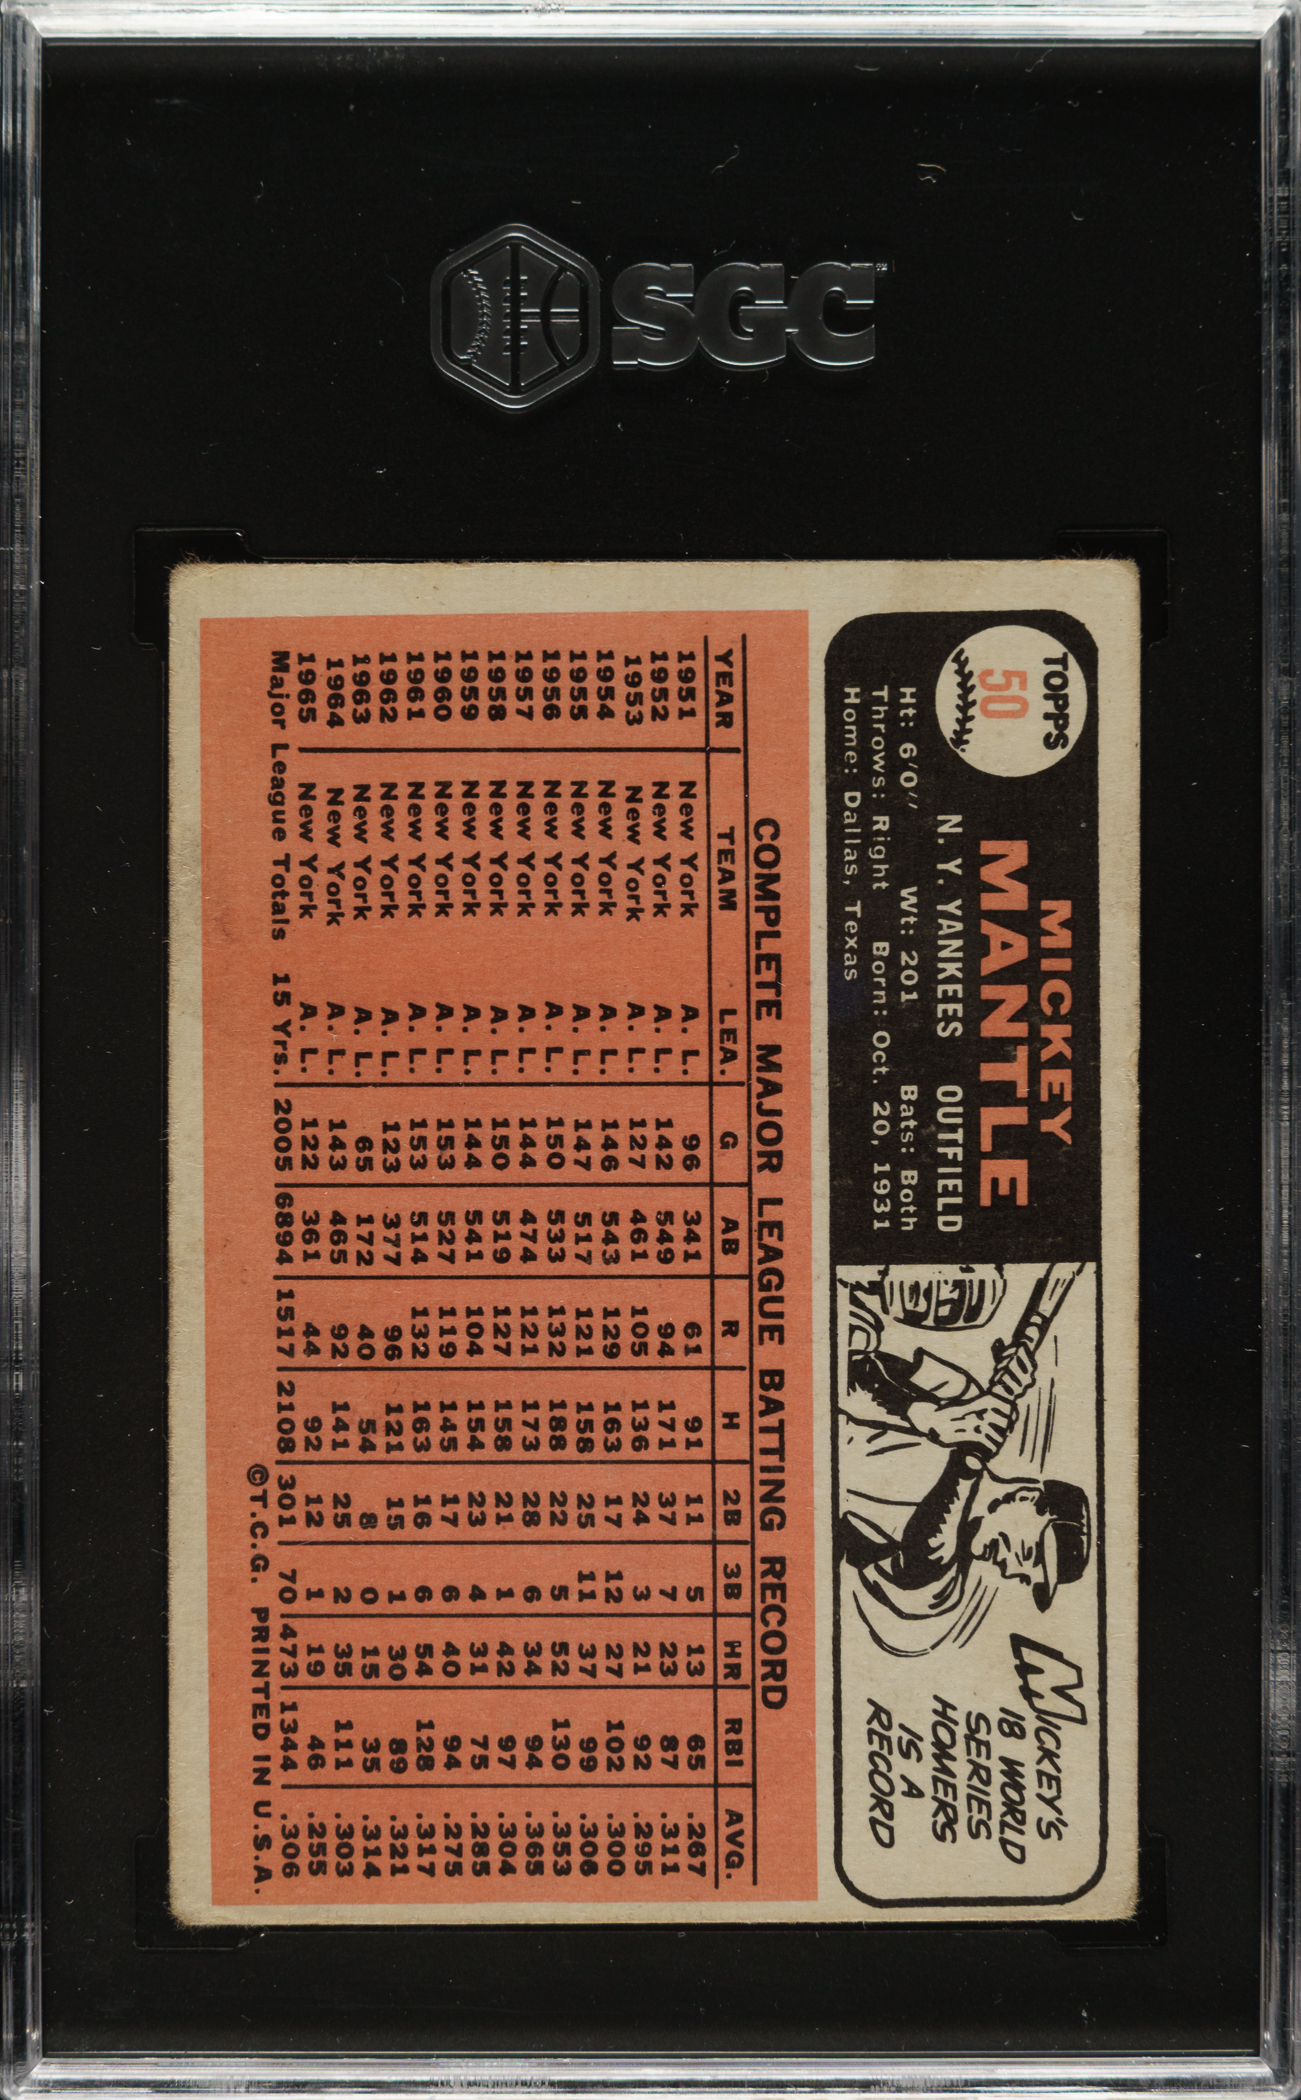 SGC
TOPPS
50
MICKEY
MANTLE
N. Y. YANKEES OUTFIELD
Ht: 6'0" Wt: 201 Bats: Both
Throws: Right Born: Oct. 20, 1931
Home: Dallas, Texas
MICKEY'S
18 WORLD
SERIES
HOMERS
IS A
RECORD
COMPLETE MAJOR LEAGUE BATTING RECORD
YEAR TEAM LEA. G AB R H 2B 3B HR RBI AVG.
1951 New York A. L. 96 341 61 91 11 5 13 65 .267
1952 New York A. L. 142 549 94 171 37 7 23 87 .311
1953 New York A. L. 127 461 105 136 24 3 21 92 .295
1954 New York A. L. 146 543 129 163 17 12 27 102 .300
1955 New York A. L. 147 517 121 158 25 11 37 99 .306
1956 New York A. L. 150 533 132 188 22 5 52 130 .353
1957 New York A. L. 144 474 121 173 28 6 34 94 .365
1958 New York A. L. 150 519 127 158 21 1 42 97 .304
1959 New York A. L. 144 541 104 154 23 4 31 75 .285
1960 New York A. L. 153 527 119 145 17 6 40 94 .275
1961 New York A. L. 153 514 132 163 16 6 54 128 .317
1962 New York A. L. 123 377 96 121 15 1 30 89 .321
1963 New York A. L. 65 172 40 54 8 0 15 35 .314
1964 New York A. L. 143 465 92 141 25 2 35 111 .303
1965 New York A. L. 122 361 44 92 12 1 19 46 .255
Major League Totals 15 Yrs. 2005 6894 1517 2108 301 70 473 1344 .306
©T.C.G. PRINTED IN U.S.A.